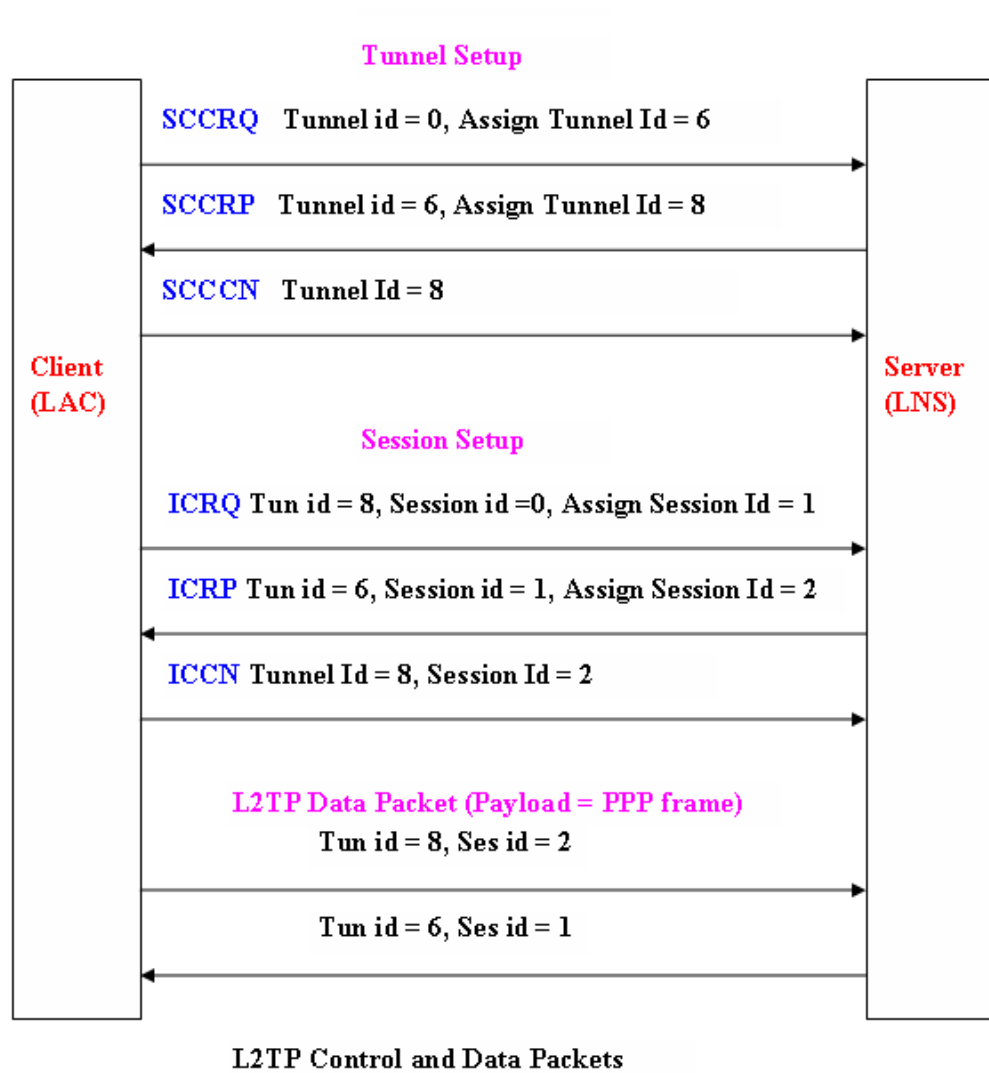 Tunnel Setup
SCCRQ Tunnel id = 0, Assign Tunnel Id = 6
SCCRP Tunnel id = 6, Assign Tunnel Id = 8
SCCCN Tunnel Id = 8
Client
(LAC)
Server
(LNS)
Session Setup
ICRQ Tun id = 8, Session id =0, Assign Session Id = 1
ICRP Tun id = 6, Session id = 1, Assign Session Id = 2
ICCN Tunnel Id = 8, Session Id = 2
L2TP Data Packet (Payload = PPP frame)
Tun id = 8, Ses id = 2
Tun id = 6, Ses id = 1
L2TP Control and Data Packets